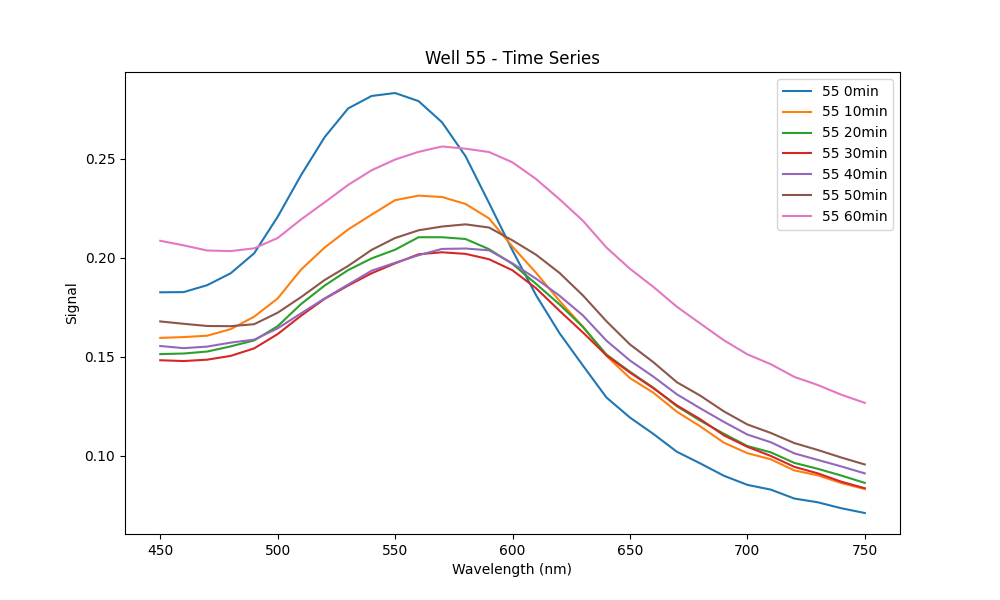 Well 55 - Time Series
55 0min
55 10min
55 20min
55 30min
55 40min
55 50min
55 60min
Signal
0.25
0.20
0.15
0.10
450 500 550 600 650 700 750
Wavelength (nm)